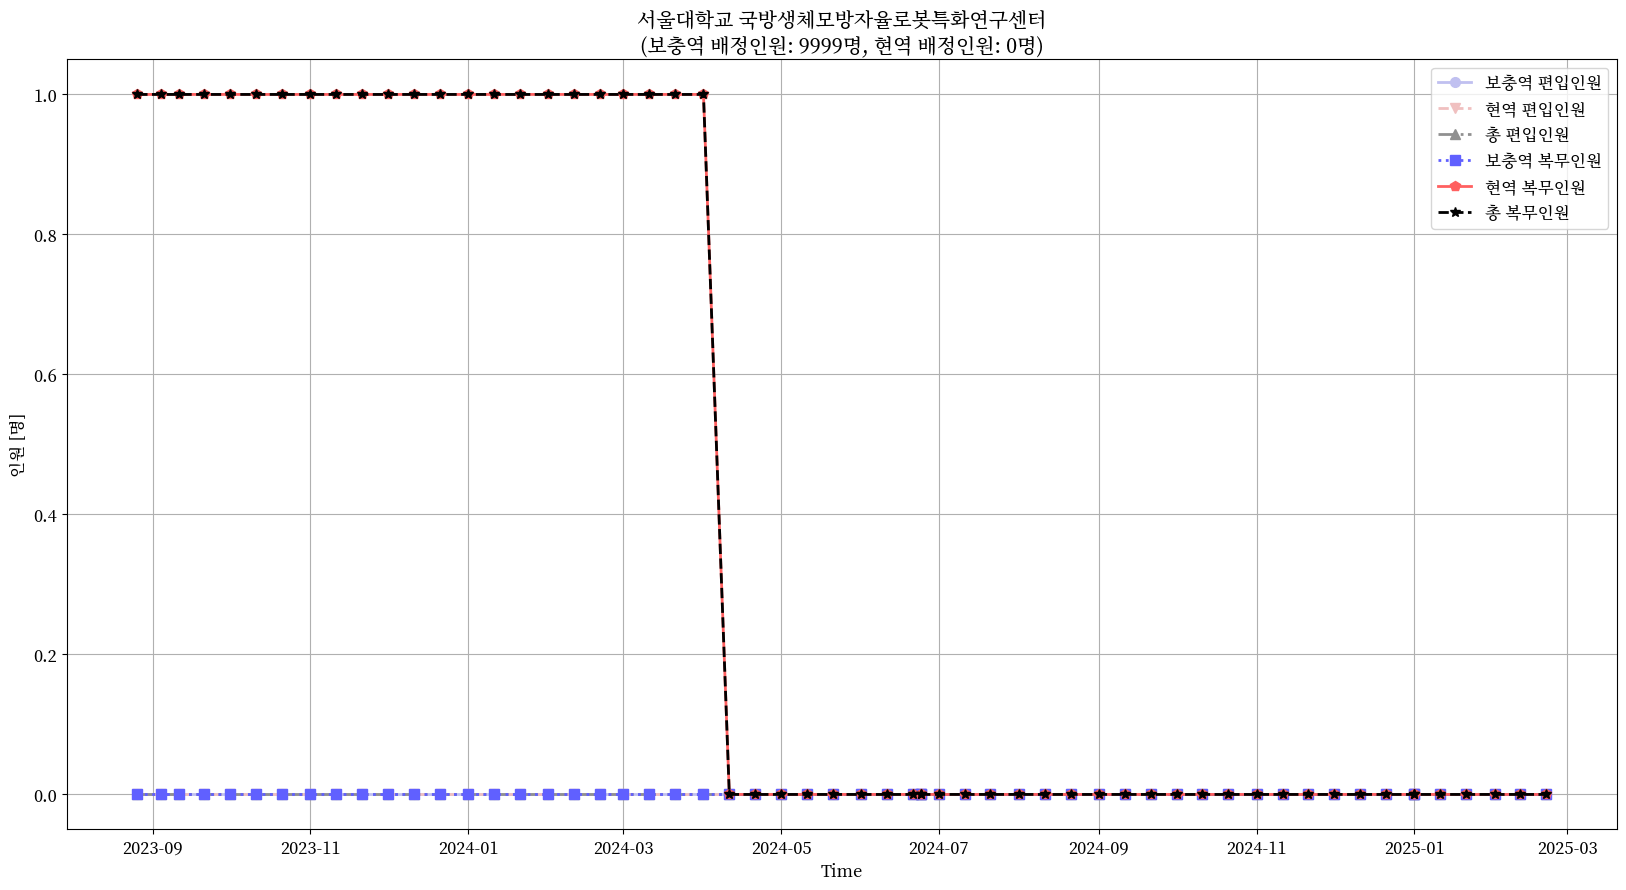 서울대학교 국방생체모방자율로봇특화연구센터
(보충역 배정인원: 9999명, 현역 배정인원: 0명)
보충역 편입인원
현역 편입인원
총 편입인원
보충역 복무인원
현역 복무인원
총 복무인원
인원 [명]
1.0
0.8
0.6
0.4
0.2
0.0
2023-09
2023-11
2024-01
2024-03
2024-05
2024-07
2024-09
2024-11
2025-01
2025-03
Time